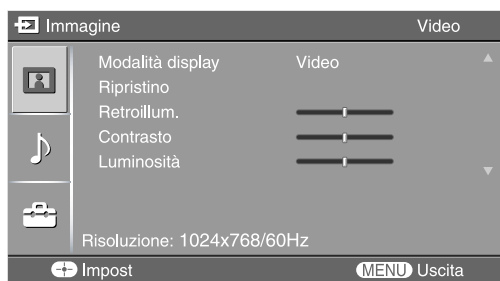 Immagine Video
Modalità display Video
Ripristino
Retroillum.
Contrasto
Luminosità
Risoluzione: 1024x768/60Hz
Impost MENU Uscita